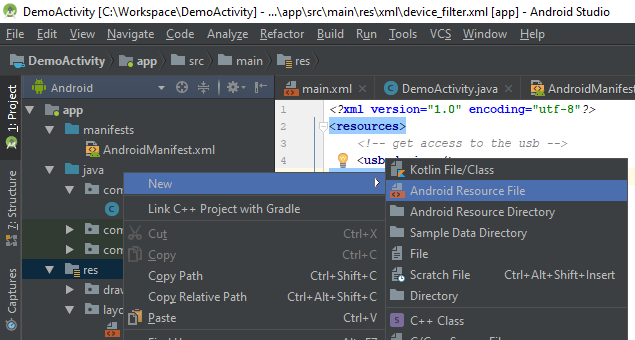 DemoActivity [C:\Workspace\DemoActivity] - ...\app\src\main\res\xml\device_filter.xml [app] - Android Studio
File Edit View Navigate Code Analyze Refactor Build Run Tools VCS Window Help
DemoActivity app src main res
Android
main.xml DemoActivity.java AndroidManifest
1: Project
7: Structure
Captures
app
manifests
AndroidManifest.xml
java
com
C
com
com
res
draw
layo
1 <?xml version="1.0" encoding="utf-8"?>
2 <resources>
3 <!-- get access to the usb -->
4
New
Link C++ Project with Gradle
Cut Ctrl+X
Copy Ctrl+C
Copy Path Ctrl+Shift+C
Copy Relative Path Ctrl+Alt+Shift+C
Paste Ctrl+V
Kotlin File/Class
Android Resource File
Android Resource Directory
Sample Data Directory
File
Scratch File Ctrl+Alt+Shift+Insert
Directory
S C++ Class